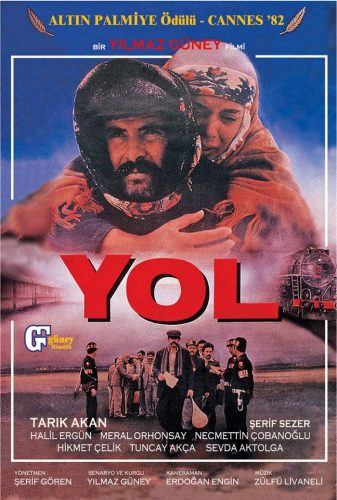 ALTIN PALMİYE Ödülü - CANNES '82
BİR YILMAZ GÜNEY FİLMİ
YOL
GF güney
filmcilik
TARIK AKAN
ŞERİF SEZER
HALİL ERGÜN MERAL ORHONSAY NECMETTİN ÇOBANOĞLU
HİKMET ÇELİK TUNCAY AKÇA SEVDA AKTOLGA
YÖNETMEN
ŞERİF GÖREN
SENARYO VE KURGU
YILMAZ GÜNEY
KAMERAMAN
ERDOĞAN ENGİN
MÜZİK
ZÜLFÜ LİVANELİ